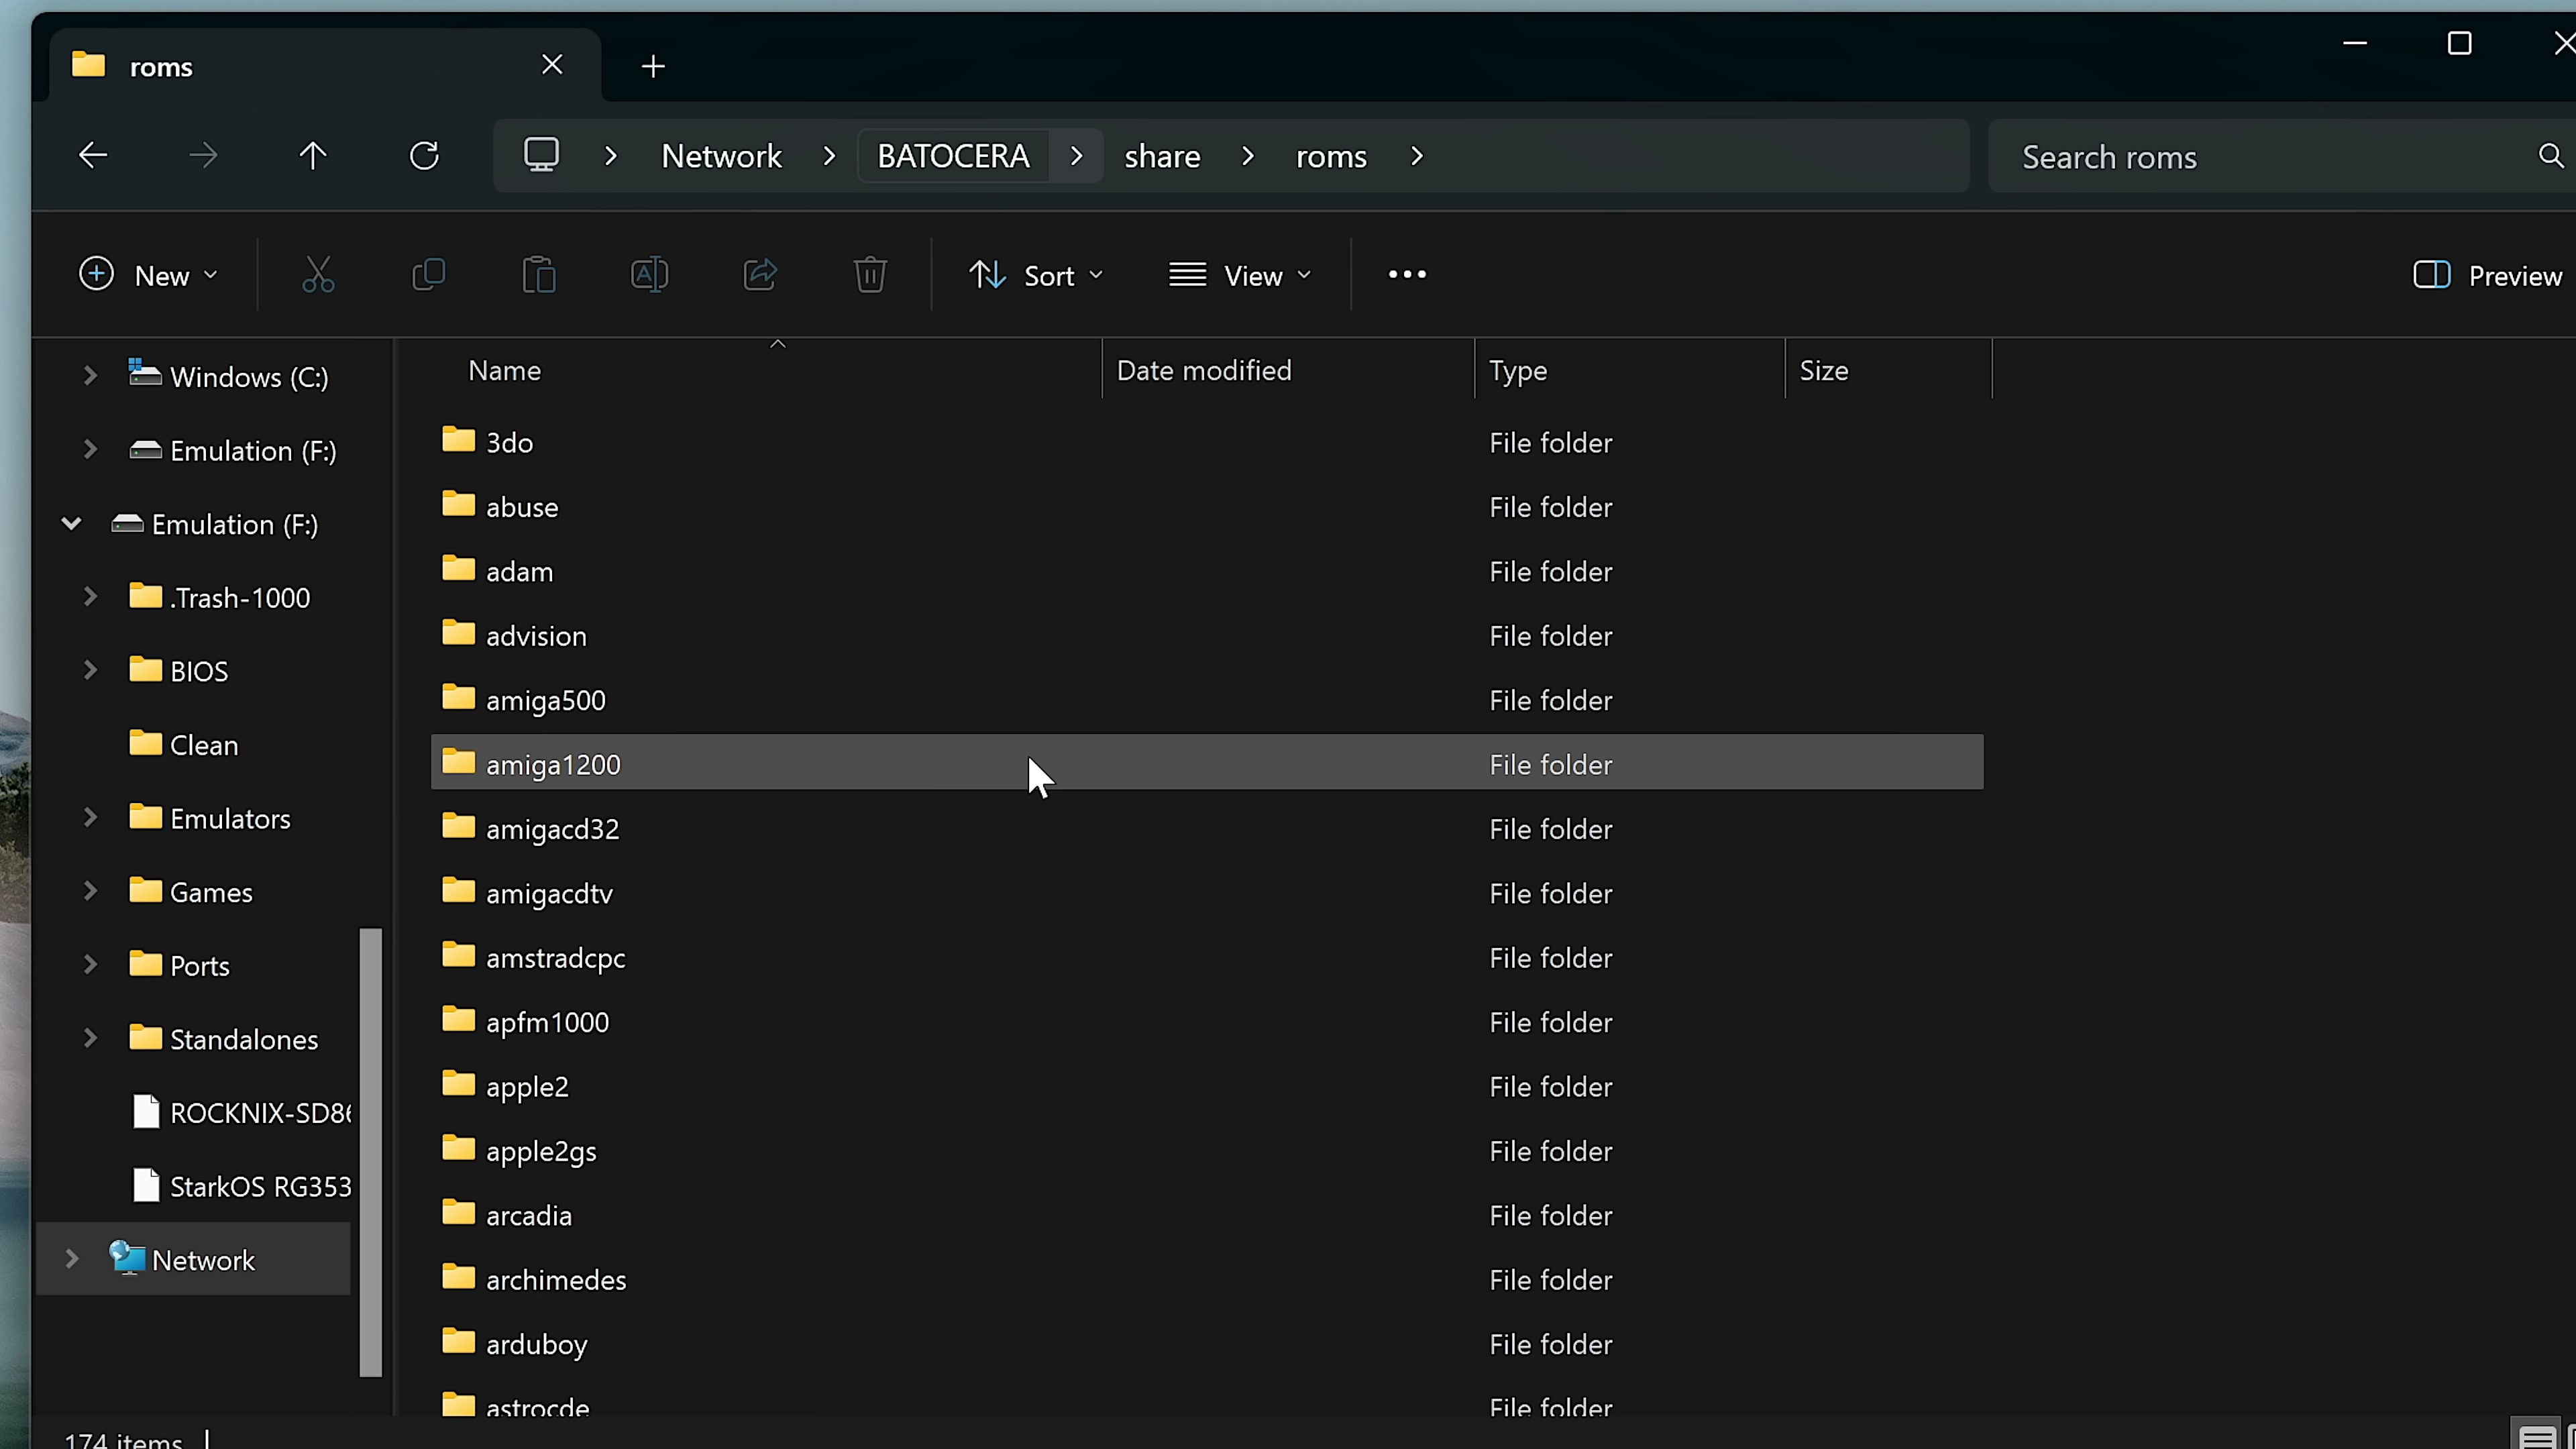 roms
Network BATOCERA share roms
Search roms
New Sort View Preview
Name Date modified Type Size
Windows (C:)
Emulation (F:)
Emulation (F:)
.Trash-1000
BIOS
Clean
Emulators
Games
Ports
Standalones
ROCKNIX-SD86
StarkOS RG353
Network
3do File folder
abuse File folder
adam File folder
advision File folder
amiga500 File folder
amiga1200 File folder
amigacd32 File folder
amigacdtv File folder
amstradcpc File folder
apfm1000 File folder
apple2 File folder
apple2gs File folder
arcadia File folder
archimedes File folder
arduboy File folder
astrocde File folder
174 items